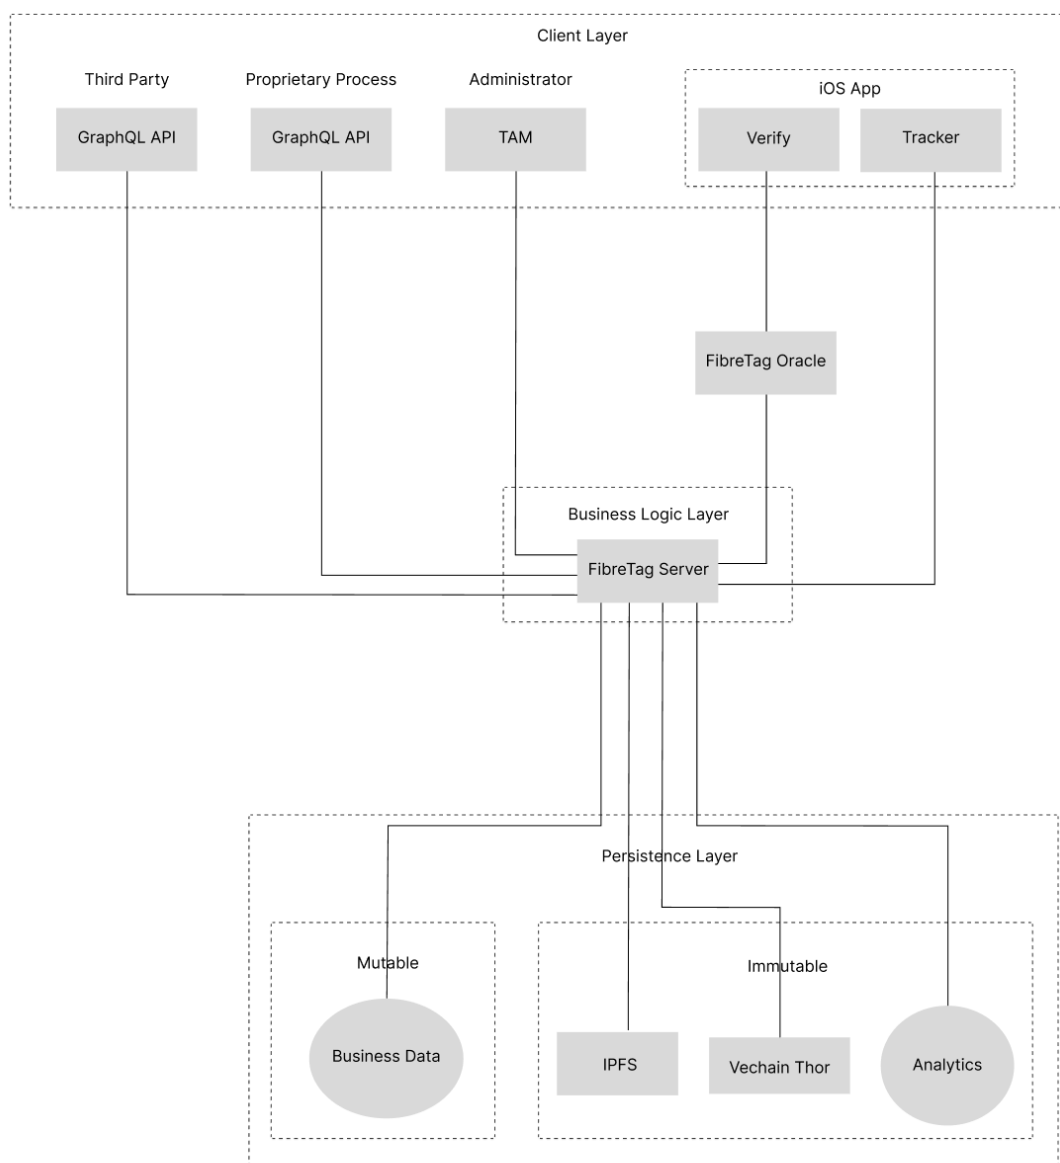 Client Layer
Third Party
Proprietary Process
Administrator
iOS App
GraphQL API
GraphQL API
TAM
Verify
Tracker
FibreTag Oracle
Business Logic Layer
FibreTag Server
Persistence Layer
Mutable
Immutable
Business Data
IPFS
Vechain Thor
Analytics